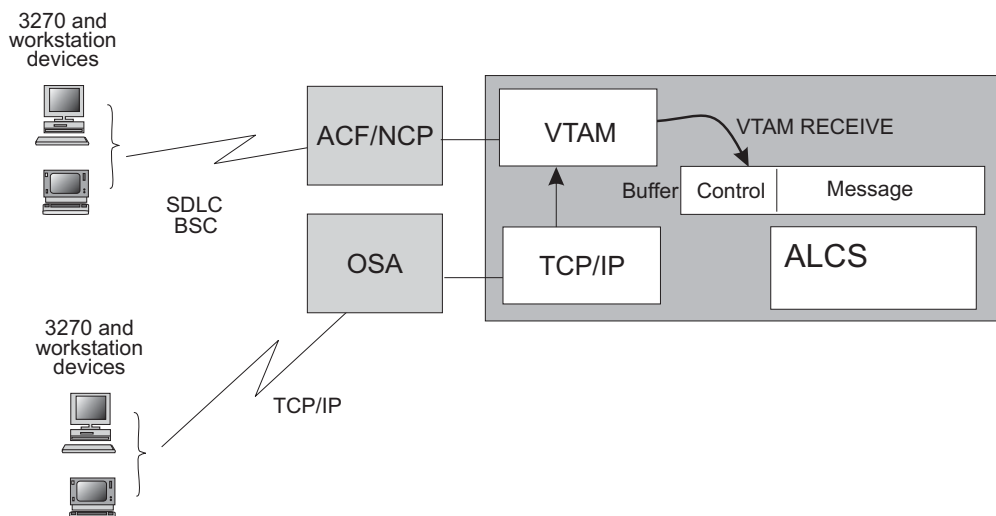 3270 and
workstation
devices
ACF/NCP
VTAM
VTAM RECEIVE
Buffer
Control
Message
SDLC
BSC
OSA
TCP/IP
ALCS
3270 and
workstation
devices
TCP/IP